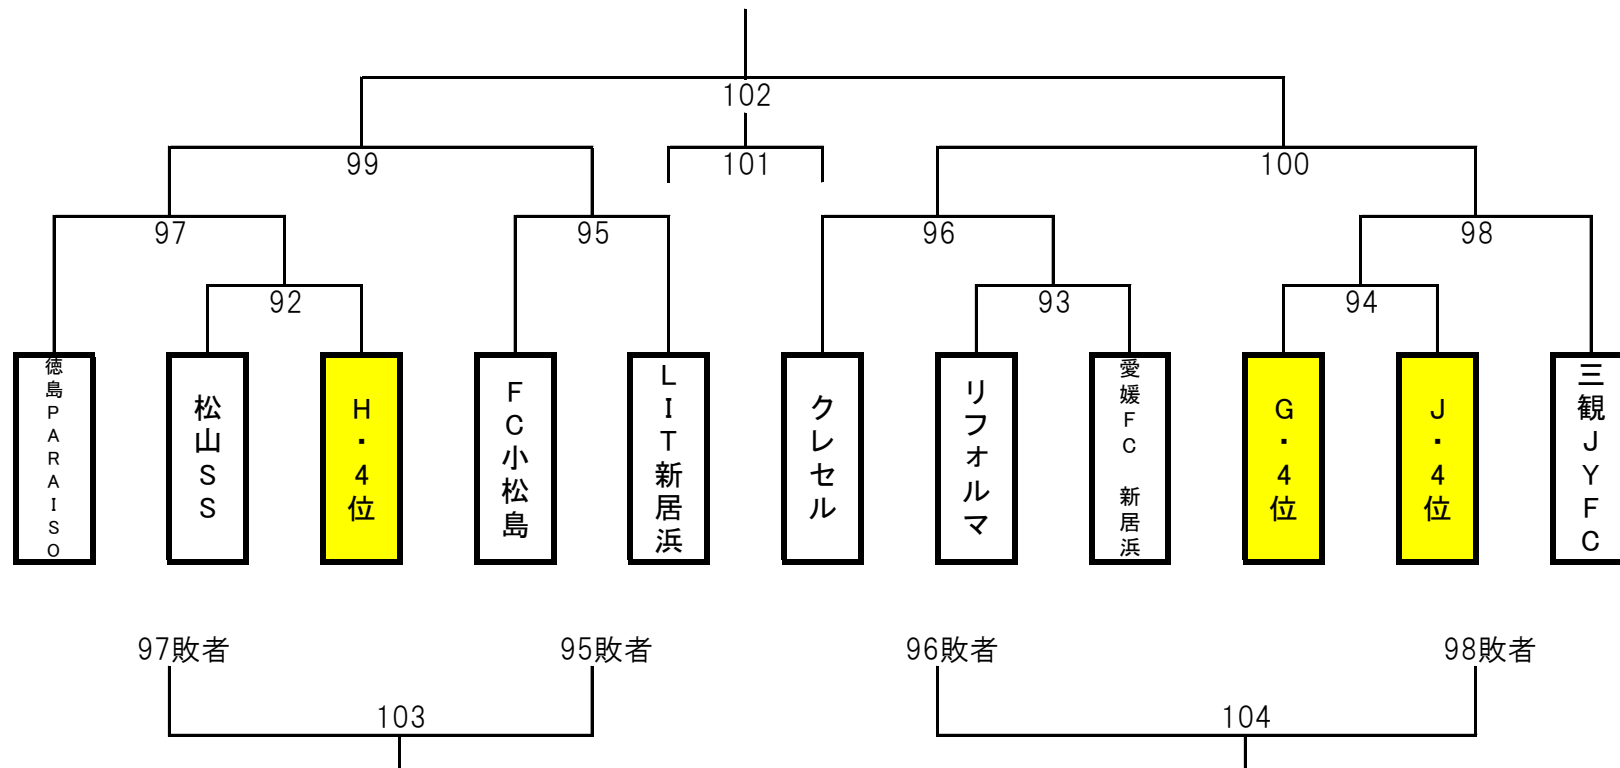 102
99
101
100
97
95
96
98
92
93
94
徳島PARAISO
松山SS
H・4位
FC小松島
LIT新居浜
クレセル
リフォルマ
愛媛FC 新居浜
G・4位
J・4位
三観JYFC
97敗者
95敗者
96敗者
98敗者
103
104